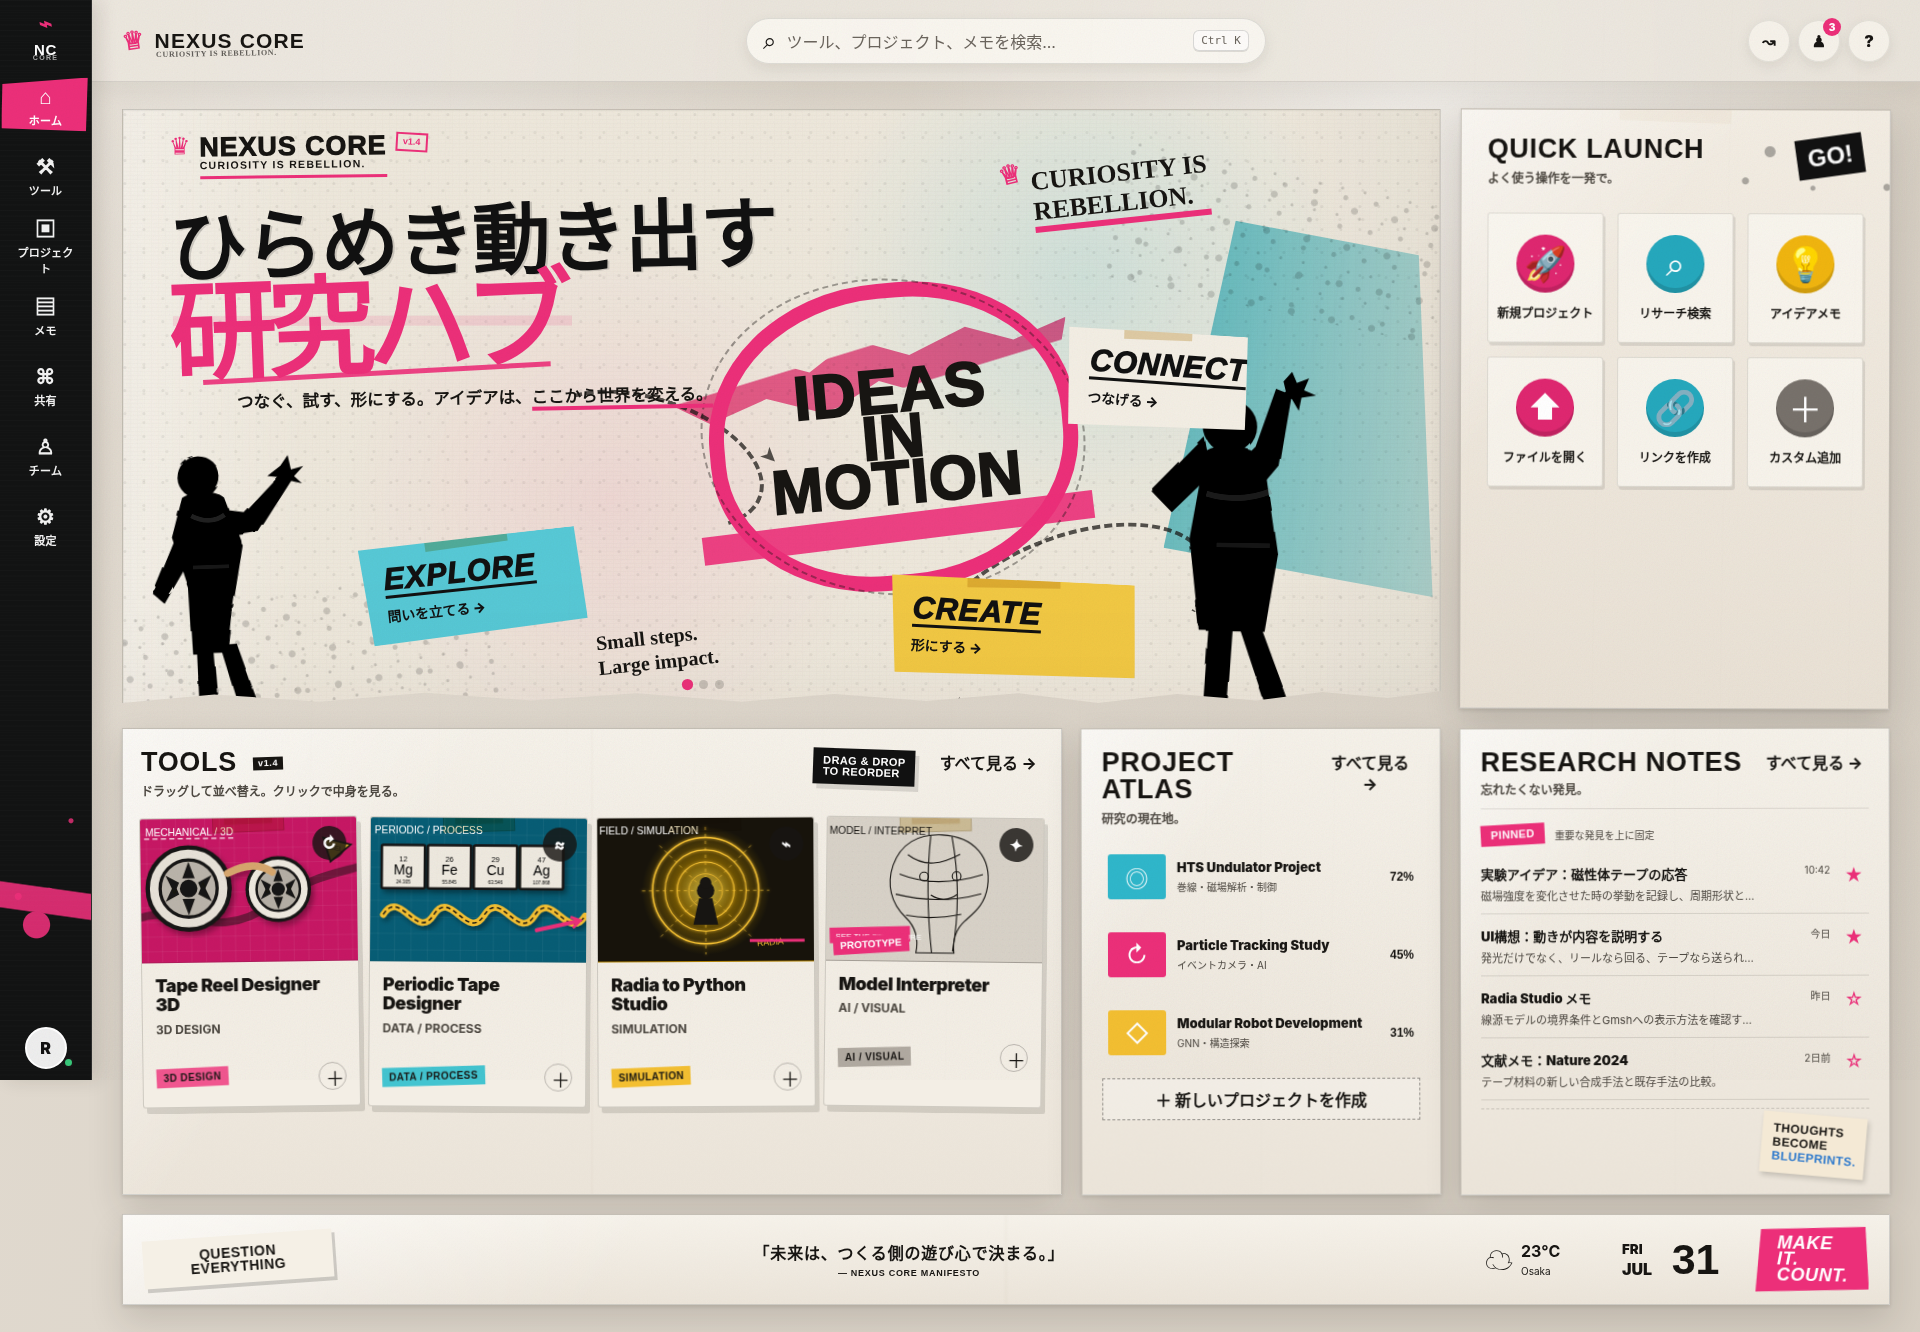 NC
CORE
ホーム
ツール
プロジェク
ト
メモ
共有
チーム
設定
R
NEXUS CORE
CURIOSITY IS REBELLION.
ツール、プロジェクト、メモを検索...
Ctrl K
3
?
NEXUS CORE
v1.4
CURIOSITY IS REBELLION.
ひらめき動き出す
研究ハブ
つなぐ、試す、形にする。アイデアは、ここから世界を変える。
CURIOSITY IS
REBELLION.
IDEAS
IN
MOTION
CONNECT
つなげる →
EXPLORE
問いを立てる →
CREATE
形にする →
Small steps.
Large impact.
QUICK LAUNCH
よく使う操作を一発で。
GO!
新規プロジェクト
リサーチ検索
アイデアメモ
ファイルを開く
リンクを作成
カスタム追加
TOOLS
v1.4
ドラッグして並べ替え。クリックで中身を見る。
DRAG & DROP
TO REORDER
すべて見る →
MECHANICAL / 3D
Tape Reel Designer
3D
3D DESIGN
3D DESIGN
＋
PERIODIC / PROCESS
12
Mg
26
Fe
29
Cu
47
Ag
Periodic Tape
Designer
DATA / PROCESS
DATA / PROCESS
＋
FIELD / SIMULATION
RADIA
Radia to Python
Studio
SIMULATION
SIMULATION
＋
MODEL / INTERPRET
PROTOTYPE
Model Interpreter
AI / VISUAL
AI / VISUAL
＋
PROJECT
ATLAS
すべて見る
→
研究の現在地。
HTS Undulator Project
巻線・磁場解析・制御
72%
Particle Tracking Study
イベントカメラ・AI
45%
Modular Robot Development
GNN・構造探索
31%
＋ 新しいプロジェクトを作成
RESEARCH NOTES
すべて見る →
忘れたくない発見。
PINNED
重要な発見を上に固定
実験アイデア：磁性体テープの応答
10:42
★
磁場強度を変化させた時の挙動を記録し、周期形状と...
UI構想：動きが内容を説明する
今日
★
発光だけでなく、リールなら回る、テープなら送られ...
Radia Studio メモ
昨日
☆
線源モデルの境界条件とGmshへの表示方法を確認す...
文献メモ：Nature 2024
2日前
☆
テープ材料の新しい合成手法と既存手法の比較。
THOUGHTS
BECOME
BLUEPRINTS.
QUESTION
EVERYTHING
「未来は、つくる側の遊び心で決まる。」
— NEXUS CORE MANIFESTO
23°C
Osaka
FRI
JUL
31
MAKE
IT.
COUNT.